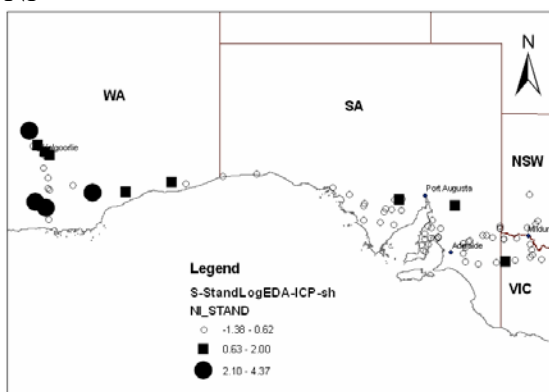 N
WA
SA
NSW
VIC
Port Augusta
Adelaide
Legend
S-StandLogEDA-ICP-sh
NI_STAND
-1.38 - 0.62
0.63 - 2.00
2.10 - 4.37